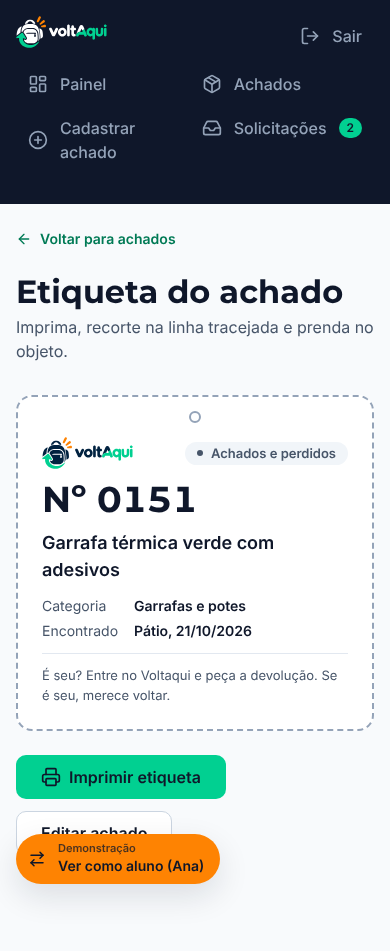 voltAqui
Sair
Painel
Achados
Cadastrar
achado
Solicitações 2
Voltar para achados
Etiqueta do achado
Imprima, recorte na linha tracejada e prenda no
objeto.
voltAqui
Achados e perdidos
Nº 0151
Garrafa térmica verde com
adesivos
Categoria Garrafas e potes
Encontrado Pátio, 21/10/2026
É seu? Entre no Voltaqui e peça a devolução. Se
é seu, merece voltar.
Imprimir etiqueta
Editar achado
Demonstração
Ver como aluno (Ana)